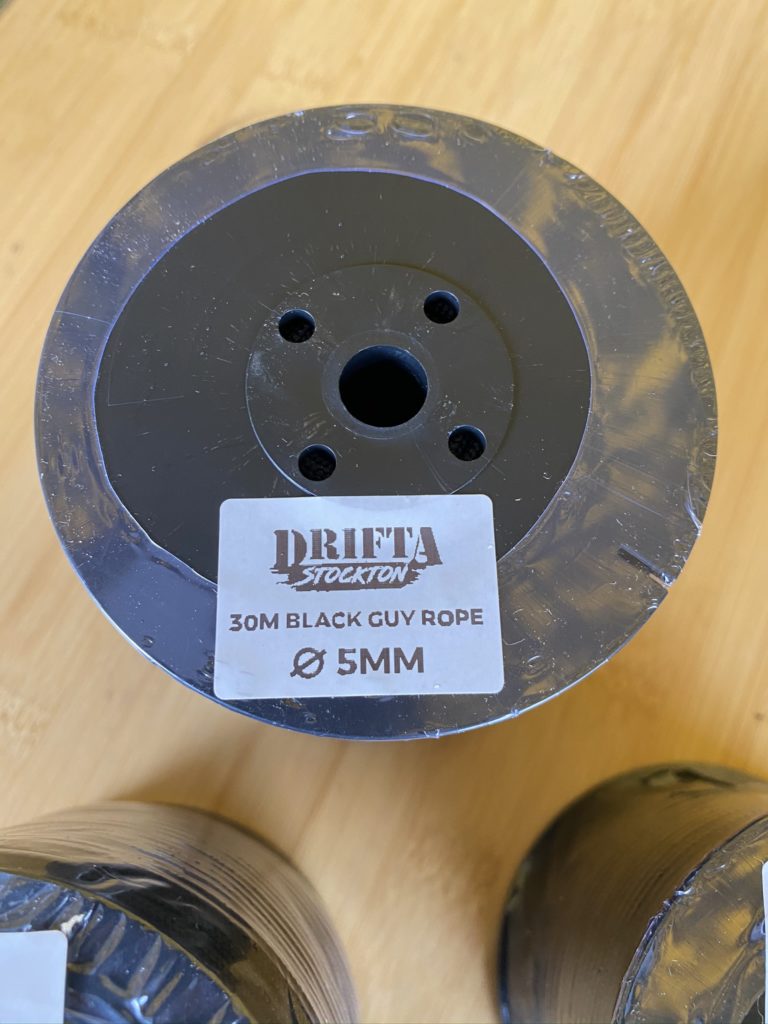 DRIFTA
STOCKTON
30M BLACK GUY ROPE
Ø 5MM